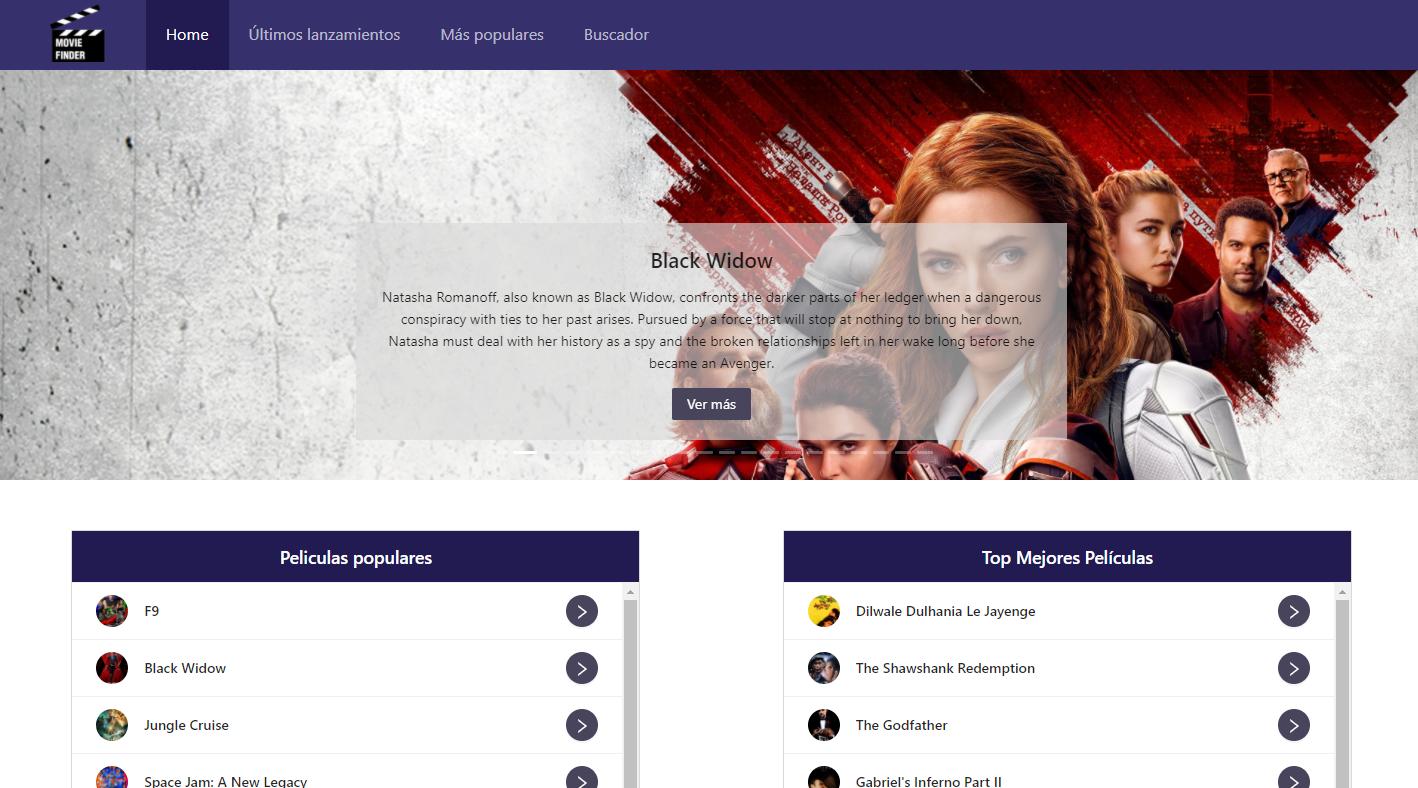 MOVIE
FINDER
Home
Últimos lanzamientos
Más populares
Buscador
Black Widow
Natasha Romanoff, also known as Black Widow, confronts the darker parts of her ledger when a dangerous
conspiracy with ties to her past arises. Pursued by a force that will stop at nothing to bring her down,
Natasha must deal with her history as a spy and the broken relationships left in her wake long before she
became an Avenger.
Ver más
Peliculas populares
F9
Black Widow
Jungle Cruise
Space Jam: A New Legacy
Top Mejores Películas
Dilwale Dulhania Le Jayenge
The Shawshank Redemption
The Godfather
Gabriel's Inferno Part II